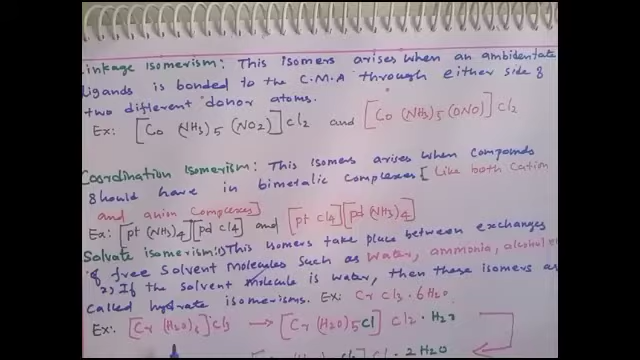 Linkage Isomerism: This isomers arises when an ambidentate
ligands is bonded to the C.M.A through either side of
two different donor atoms.
Ex: [Co (NH3)5 (NO2)]Cl2 and [Co (NH3)5 (ONO)]Cl2
Coordination Isomerism: This isomers arises when compounds
should have in bimetalic complexes [Like both Cation
and anion Complexes]
Ex: [pt (NH3)4][pd Cl4] and [pt Cl4][pd (NH3)4]
Solvate isomerism: 1) This isomers take place between exchanges
of free solvent molecules such as water, ammonia, alcohol
2) If the solvent molecule is water, then these isomers
called hydrate isomerisms. Ex: Cr Cl3 · 6H2O
Ex: [Cr (H2O)6]Cl3 → [Cr (H2O)5 Cl] Cl2 ·
Cl · 2H2O